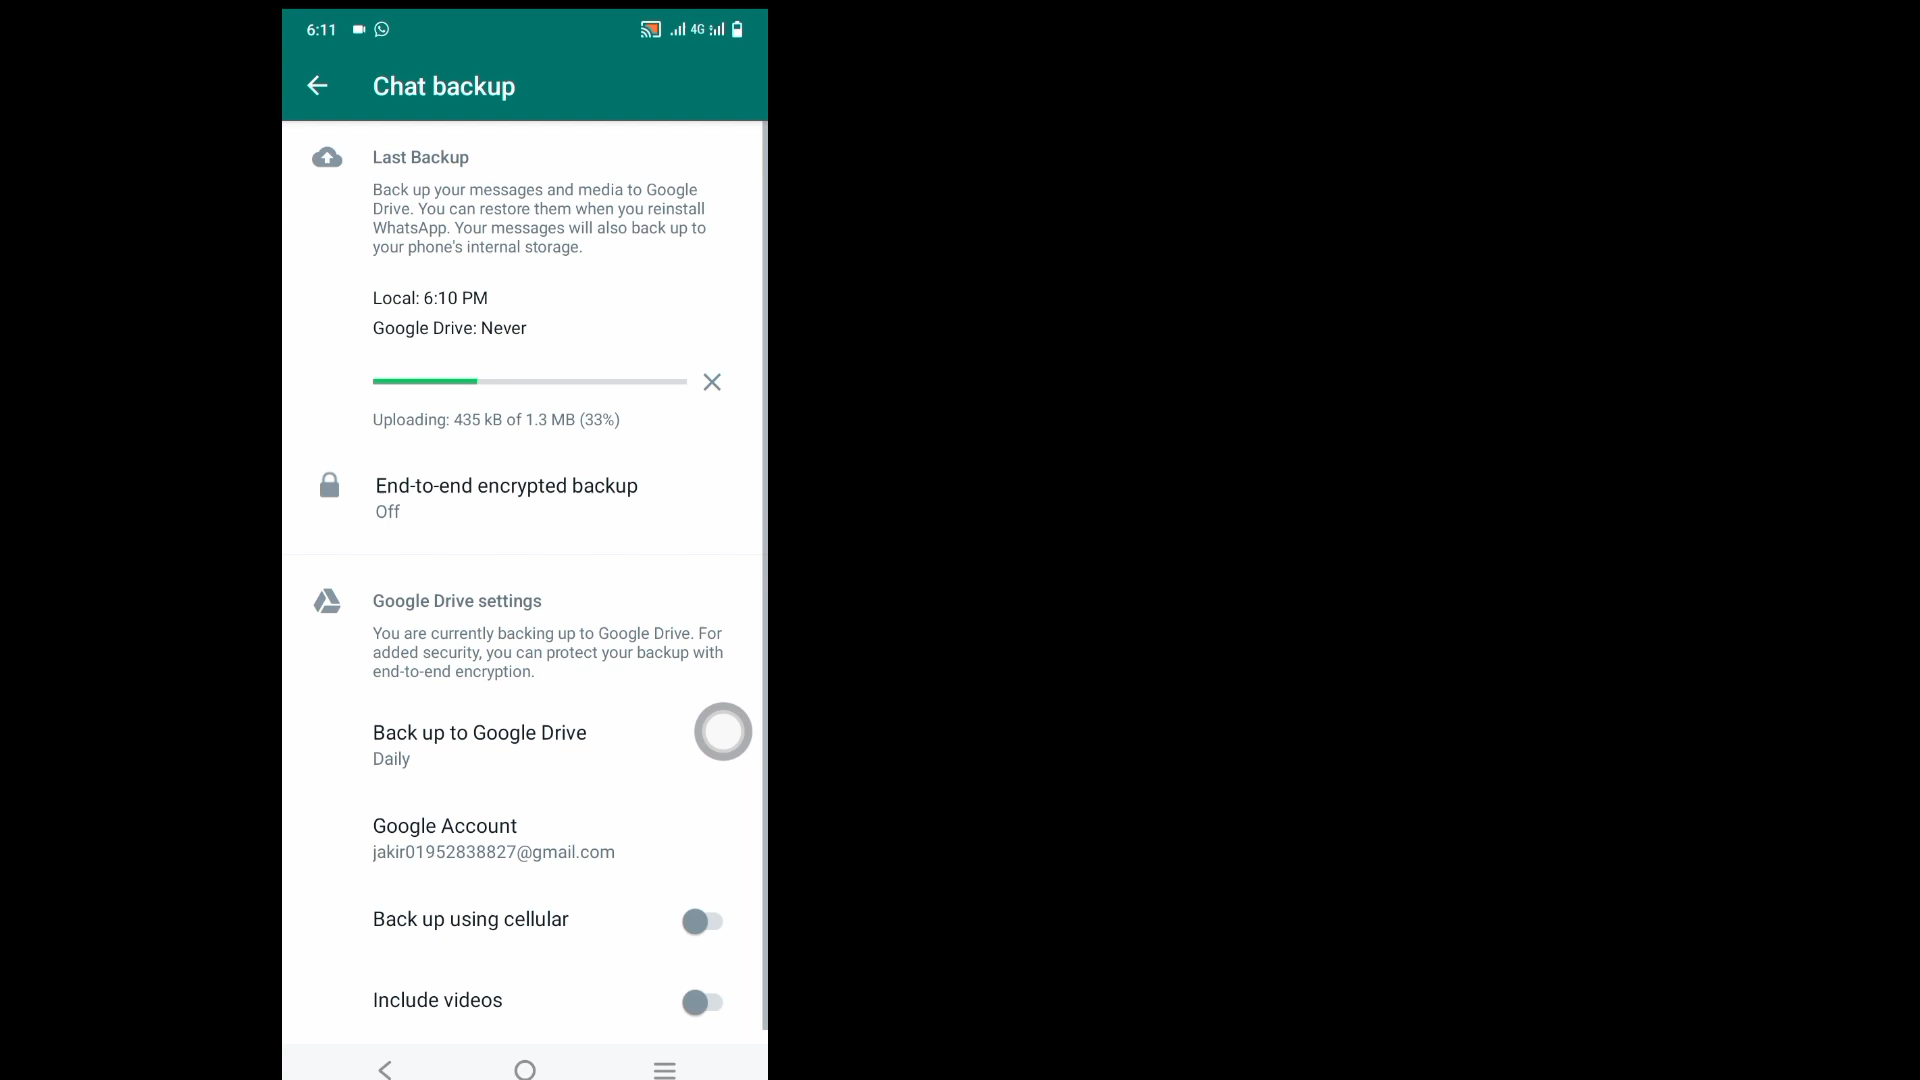 6:11
4G
Chat backup
Last Backup
Back up your messages and media to Google
Drive. You can restore them when you reinstall
WhatsApp. Your messages will also back up to
your phone's internal storage.
Local: 6:10 PM
Google Drive: Never
Uploading: 435 kB of 1.3 MB (33%)
End-to-end encrypted backup
Off
Google Drive settings
You are currently backing up to Google Drive. For
added security, you can protect your backup with
end-to-end encryption.
Back up to Google Drive
Daily
Google Account
jakir01952838827@gmail.com
Back up using cellular
Include videos